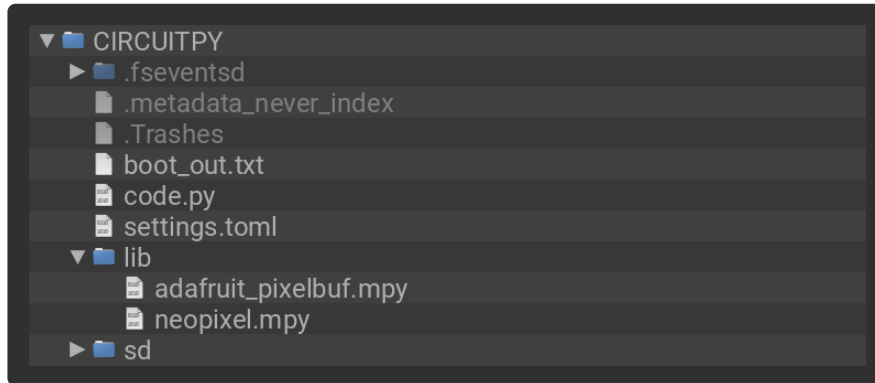 CIRCUITPY
.fseventsd
.metadata_never_index
.Trashes
boot_out.txt
code.py
settings.toml
lib
adafruit_pixelbuf.mpy
neopixel.mpy
sd